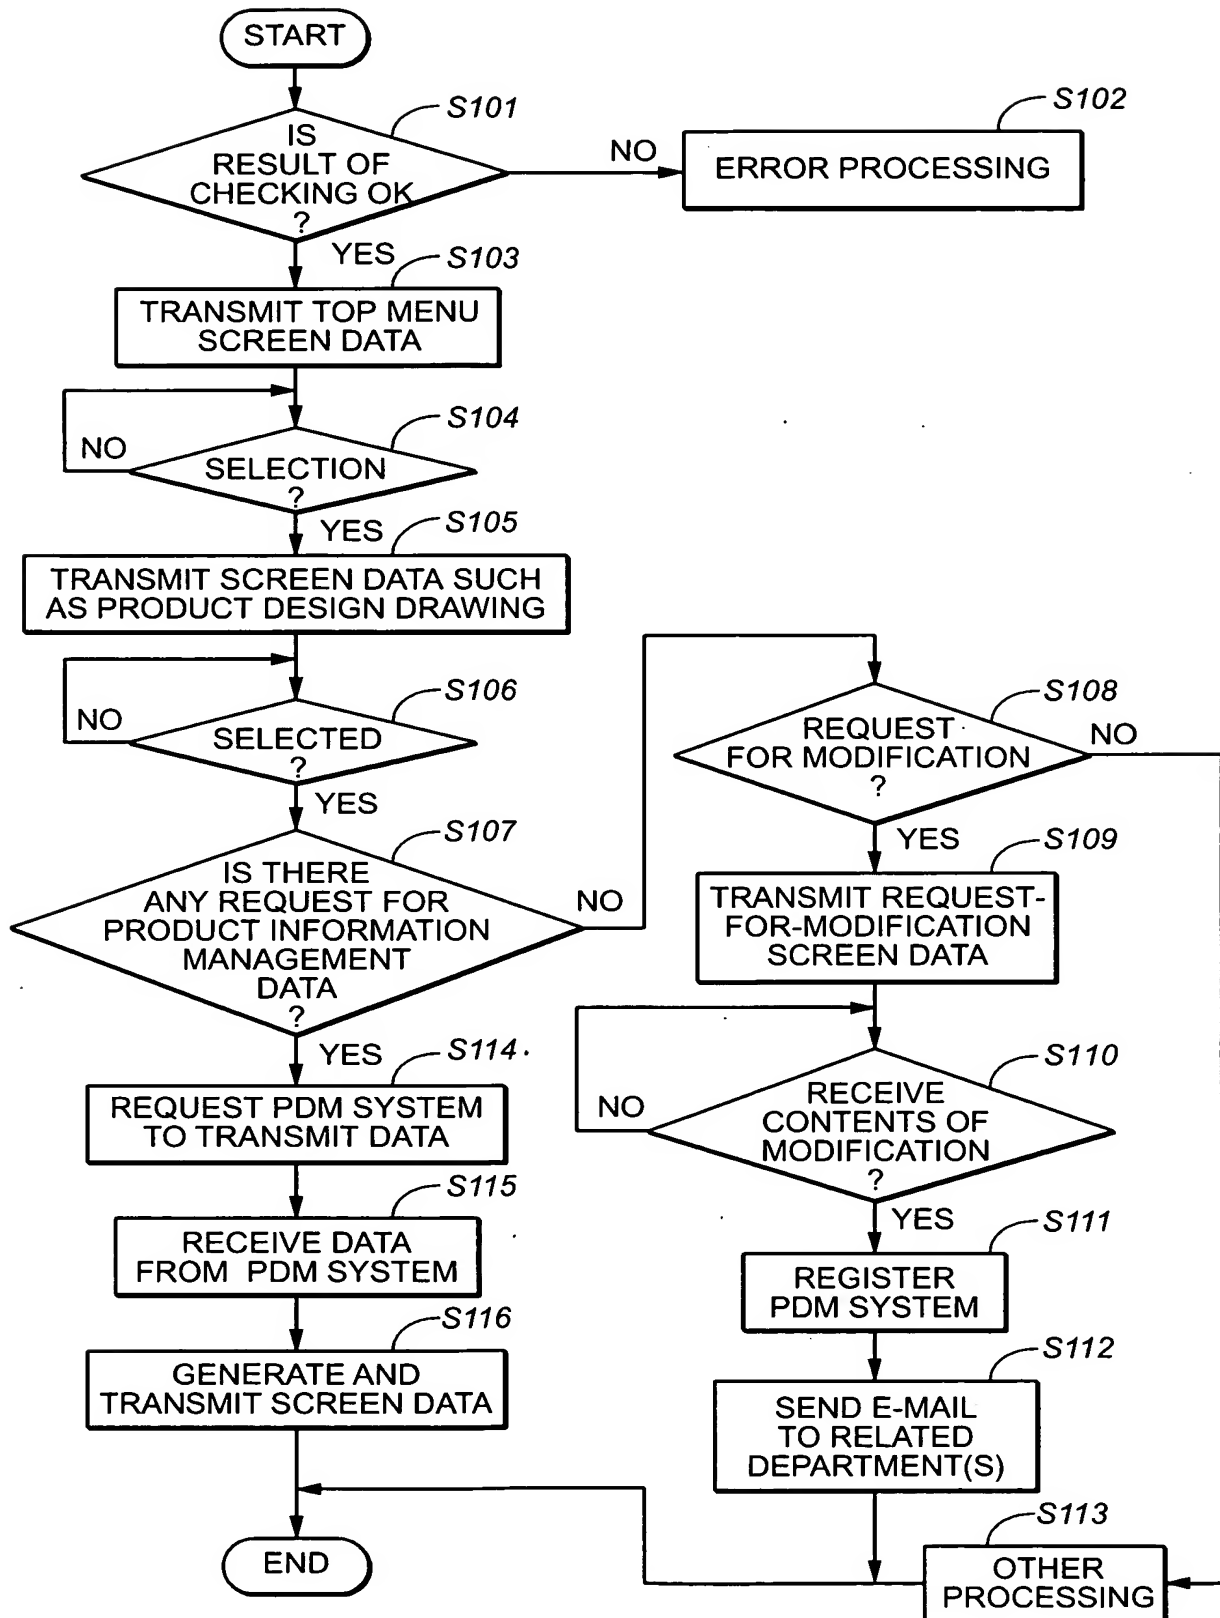 START
S101
IS
RESULT OF
CHECKING OK
?
NO
S102
ERROR PROCESSING
YES
S103
TRANSMIT TOP MENU
SCREEN DATA
S104
NO
SELECTION
?
YES
S105
TRANSMIT SCREEN DATA SUCH
AS PRODUCT DESIGN DRAWING
S106
NO
SELECTED
?
YES
S107
IS THERE
ANY REQUEST FOR
PRODUCT INFORMATION
MANAGEMENT
DATA
?
NO
S108
REQUEST
FOR MODIFICATION
?
NO
YES
S109
TRANSMIT REQUEST-
FOR-MODIFICATION
SCREEN DATA
S110
NO
RECEIVE
CONTENTS OF
MODIFICATION
?
YES
S111
REGISTER
PDM SYSTEM
S112
SEND E-MAIL
TO RELATED
DEPARTMENT(S)
S113
OTHER
PROCESSING
YES
S114
REQUEST PDM SYSTEM
TO TRANSMIT DATA
S115
RECEIVE DATA
FROM PDM SYSTEM
S116
GENERATE AND
TRANSMIT SCREEN DATA
END